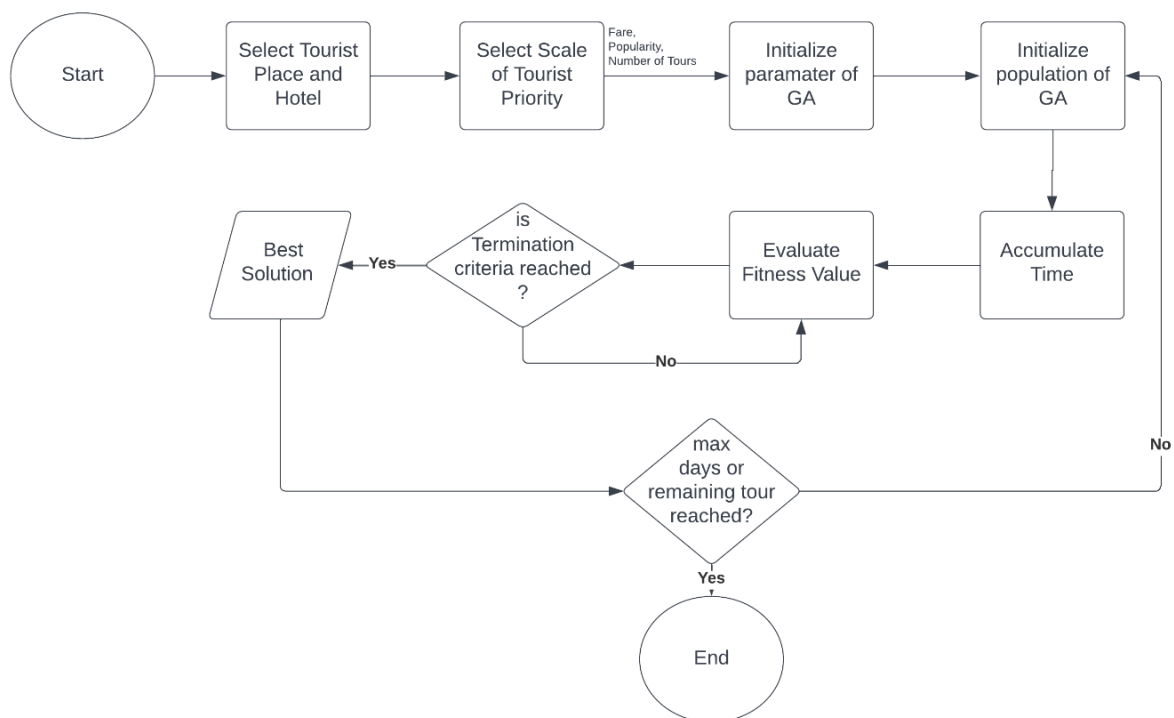 Start
Select Tourist
Place and
Hotel
Select Scale
of Tourist
Priority
Fare,
Popularity,
Number of Tours
Initialize
paramater of
GA
Initialize
population of
GA
Best
Solution
Yes
is
Termination
criteria reached
?
Evaluate
Fitness Value
Accumulate
Time
No
max
days or
remaining tour
reached?
No
Yes
End